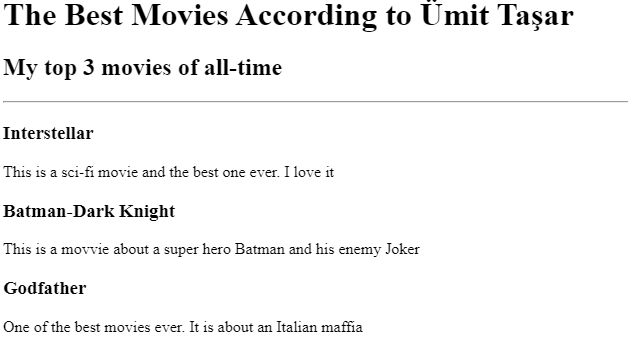 The Best Movies According to Ümit Taşar
My top 3 movies of all-time
Interstellar
This is a sci-fi movie and the best one ever. I love it
Batman-Dark Knight
This is a movvie about a super hero Batman and his enemy Joker
Godfather
One of the best movies ever. It is about an Italian maffia